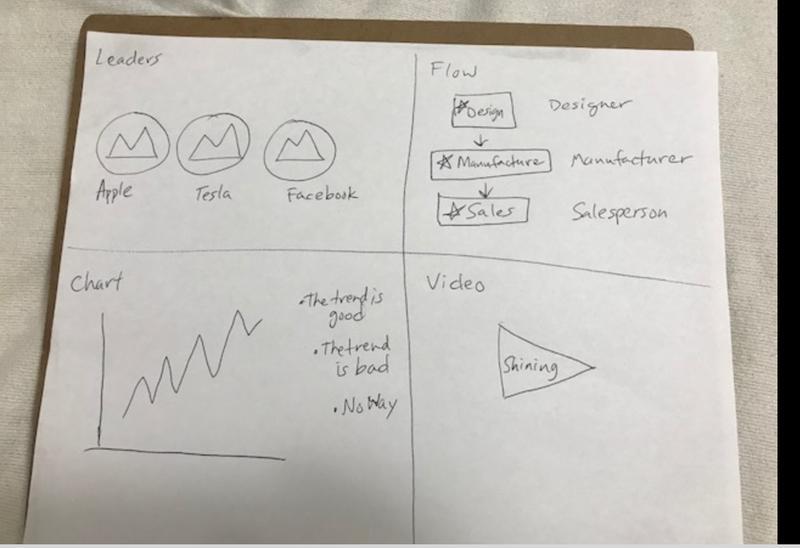 Leaders
Apple
Tesla
Facebook
Flow
Design
Designer
Manufacture
Manufacturer
Sales
Salesperson
Chart
•The trend is
good
•The trend
is bad
•No Way
Video
Shining